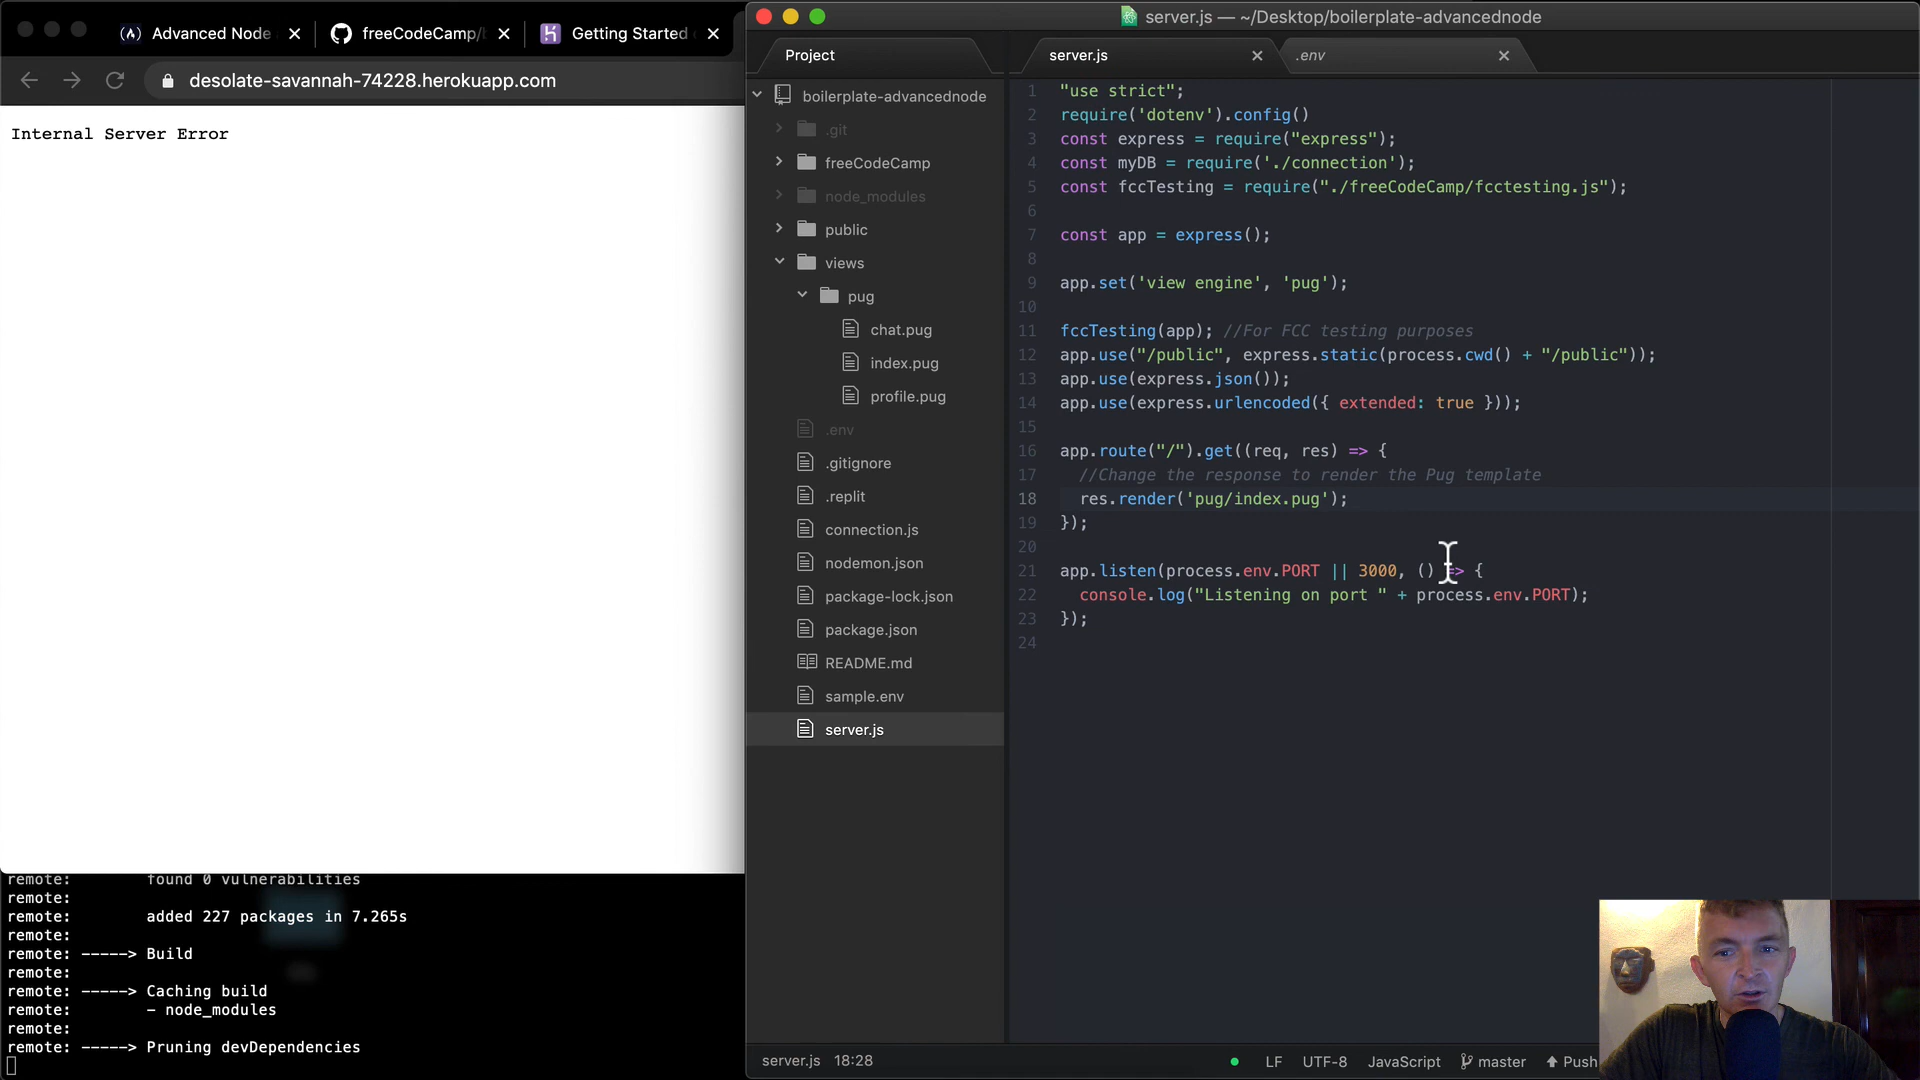 Advanced Node
freeCodeCamp/b
Getting Started
desolate-savannah-74228.herokuapp.com
Internal Server Error
remote: found 0 vulnerabilities
remote:
remote: added 227 packages in 7.265s
remote:
remote: -----> Build
remote:
remote: -----> Caching build
remote: - node_modules
remote:
remote: -----> Pruning devDependencies
server.js — ~/Desktop/boilerplate-advancednode
Project
boilerplate-advancednode
.git
freeCodeCamp
node_modules
public
views
pug
chat.pug
index.pug
profile.pug
.env
.gitignore
.replit
connection.js
nodemon.json
package-lock.json
package.json
README.md
sample.env
server.js
server.js
.env
1 "use strict";
2 require('dotenv').config()
3 const express = require("express");
4 const myDB = require('./connection');
5 const fccTesting = require("./freeCodeCamp/fcctesting.js");
6
7 const app = express();
8
9 app.set('view engine', 'pug');
10
11 fccTesting(app); //For FCC testing purposes
12 app.use("/public", express.static(process.cwd() + "/public"));
13 app.use(express.json());
14 app.use(express.urlencoded({ extended: true }));
15
16 app.route("/").get((req, res) => {
17 //Change the response to render the Pug template
18 res.render('pug/index.pug');
19 });
20
21 app.listen(process.env.PORT || 3000, () => {
22 console.log("Listening on port " + process.env.PORT);
23 });
24
server.js 18:28
LF UTF-8 JavaScript master Push